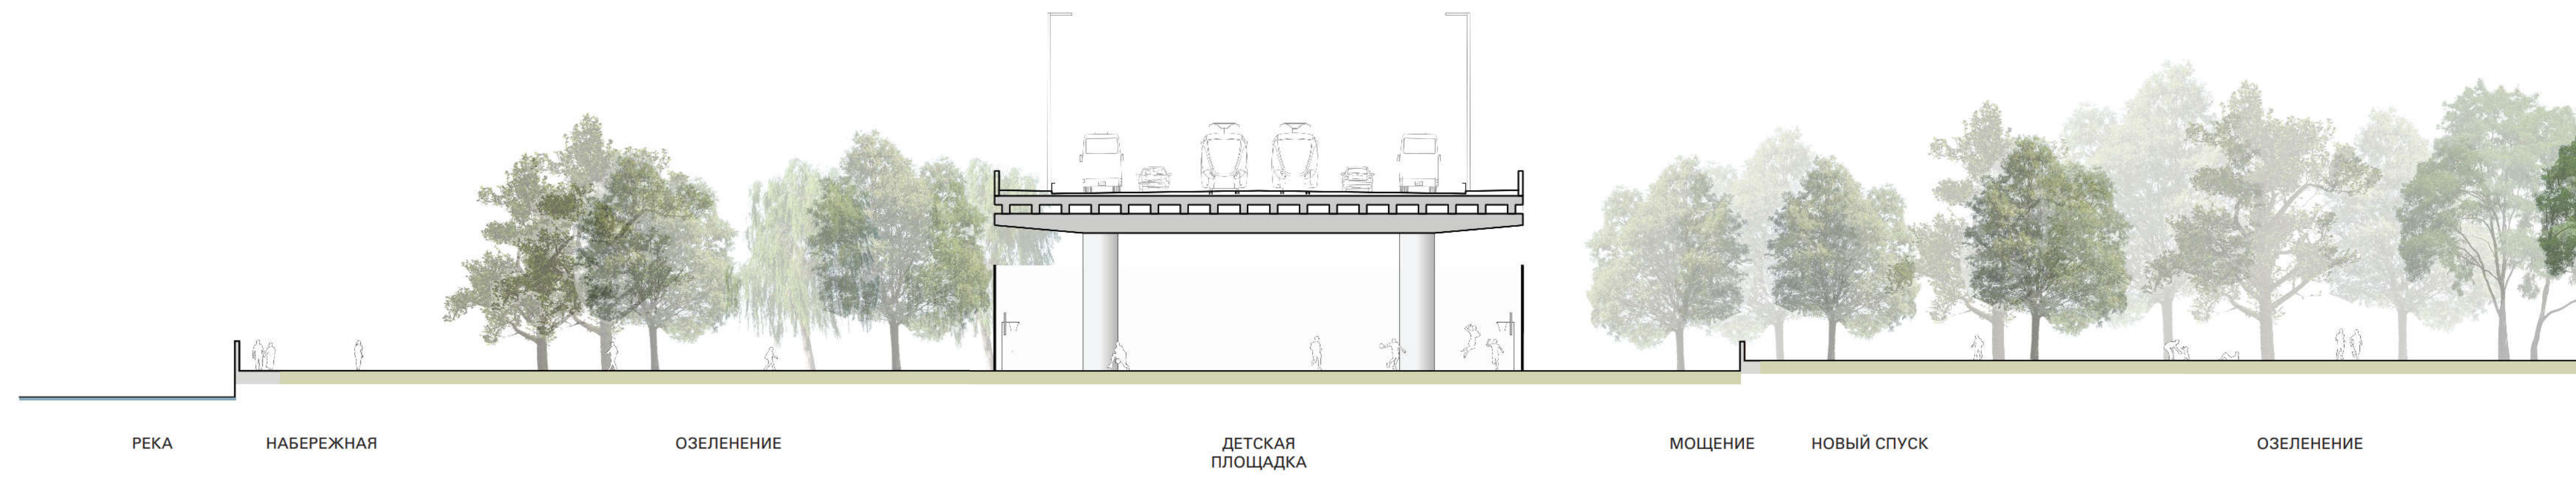 РЕКА
НАБЕРЕЖНАЯ
ОЗЕЛЕНЕНИЕ
ДЕТСКАЯ
ПЛОЩАДКА
МОЩЕНИЕ
НОВЫЙ СПУСК
ОЗЕЛЕНЕНИЕ